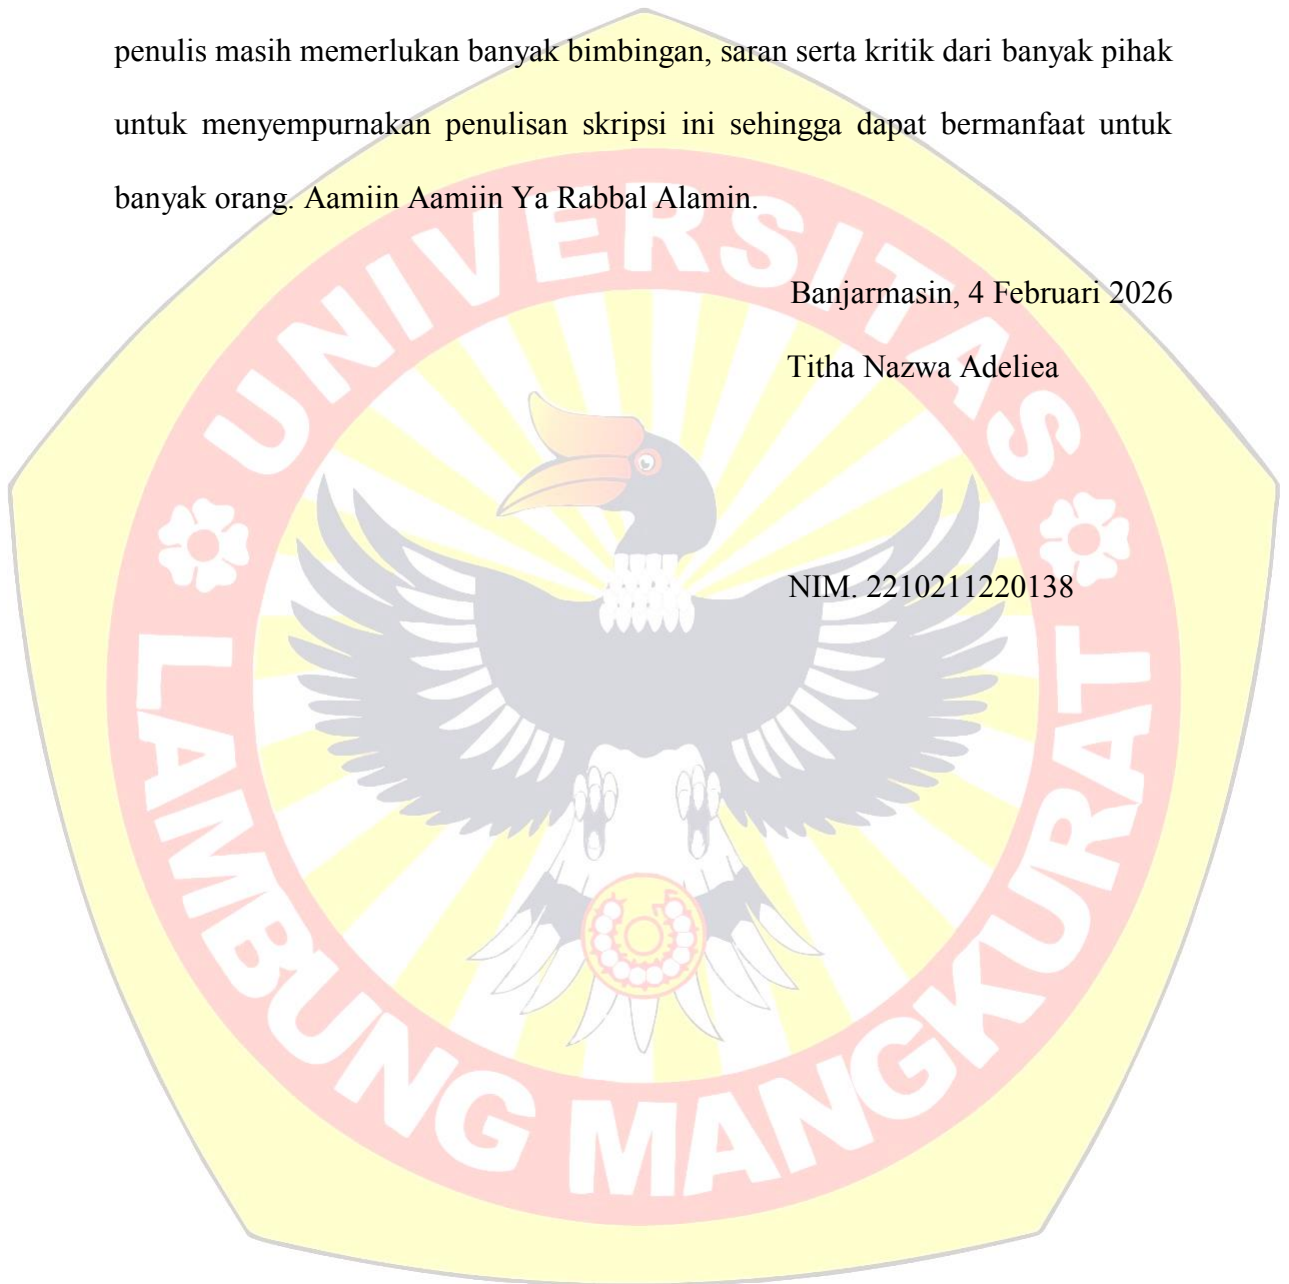 penulis masih memerlukan banyak bimbingan, saran serta kritik dari banyak pihak
untuk menyempurnakan penulisan skripsi ini sehingga dapat bermanfaat untuk
banyak orang. Aamiin Aamiin Ya Rabbal Alamin.
Banjarmasin, 4 Februari 2026
Titha Nazwa Adeliea
NIM. 2210211220138
UNIVERSITAS
LAMBUNG MANGKURAT